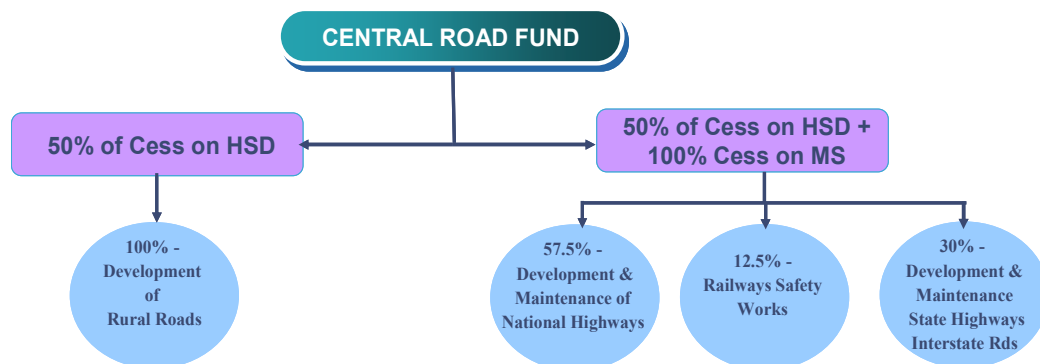 CENTRAL ROAD FUND
50% of Cess on HSD
50% of Cess on HSD +
100% Cess on MS
100% -
Development
of
Rural Roads
57.5% -
Development &
Maintenance of
National Highways
12.5% -
Railways Safety
Works
30% -
Development &
Maintenance
State Highways
Interstate Rds